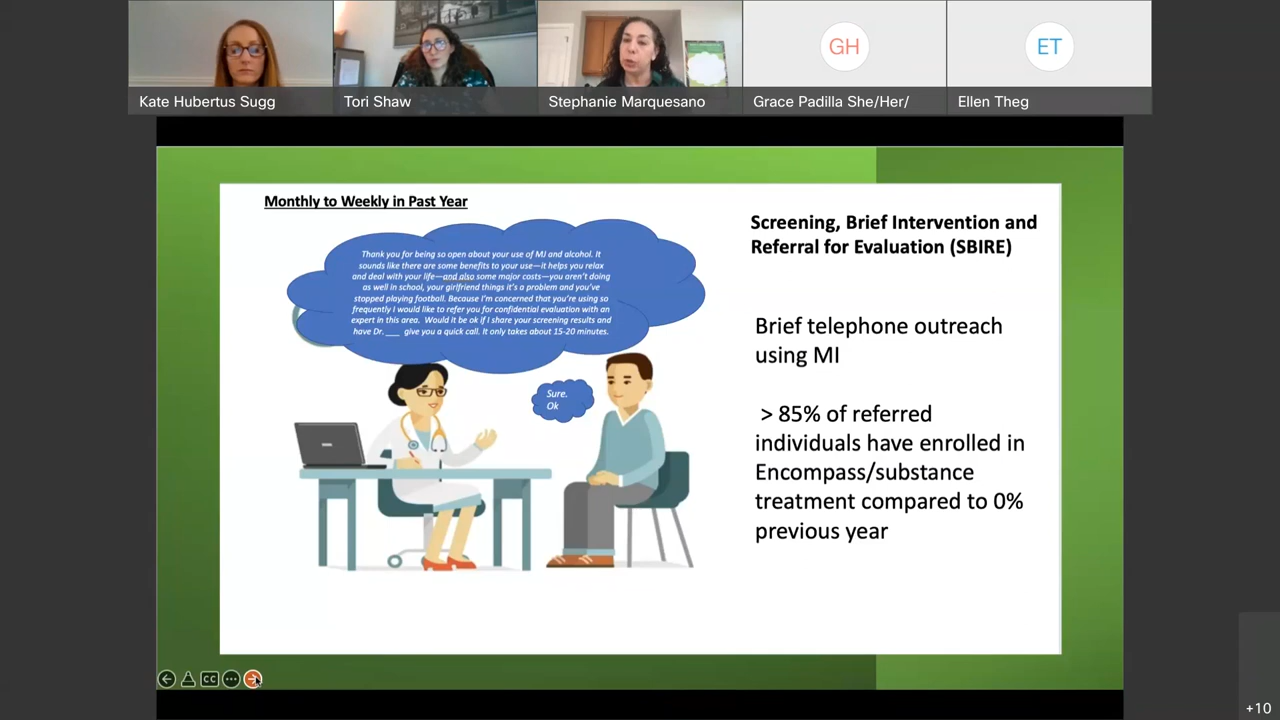 Kate Hubertus Sugg
Tori Shaw
Stephanie Marquesano
GH
Grace Padilla She/Her/
ET
Ellen Theg
Monthly to Weekly in Past Year
Thank you for being so open about your use of MJ and alcohol. It
sounds like there are some benefits to your use—it helps you relax
and deal with your life—and also some major costs—you aren't doing
as well in school, your girlfriend things it's a problem and you've
stopped playing football. Because I'm concerned that you're using so
frequently I would like to refer you for confidential evaluation with an
expert in this area. Would it be ok if I share your screening results and
have Dr. ___ give you a quick call. It only takes about 15-20 minutes.
Sure.
Ok
Screening, Brief Intervention and
Referral for Evaluation (SBIRE)
Brief telephone outreach
using MI
> 85% of referred
individuals have enrolled in
Encompass/substance
treatment compared to 0%
previous year
CC
+10